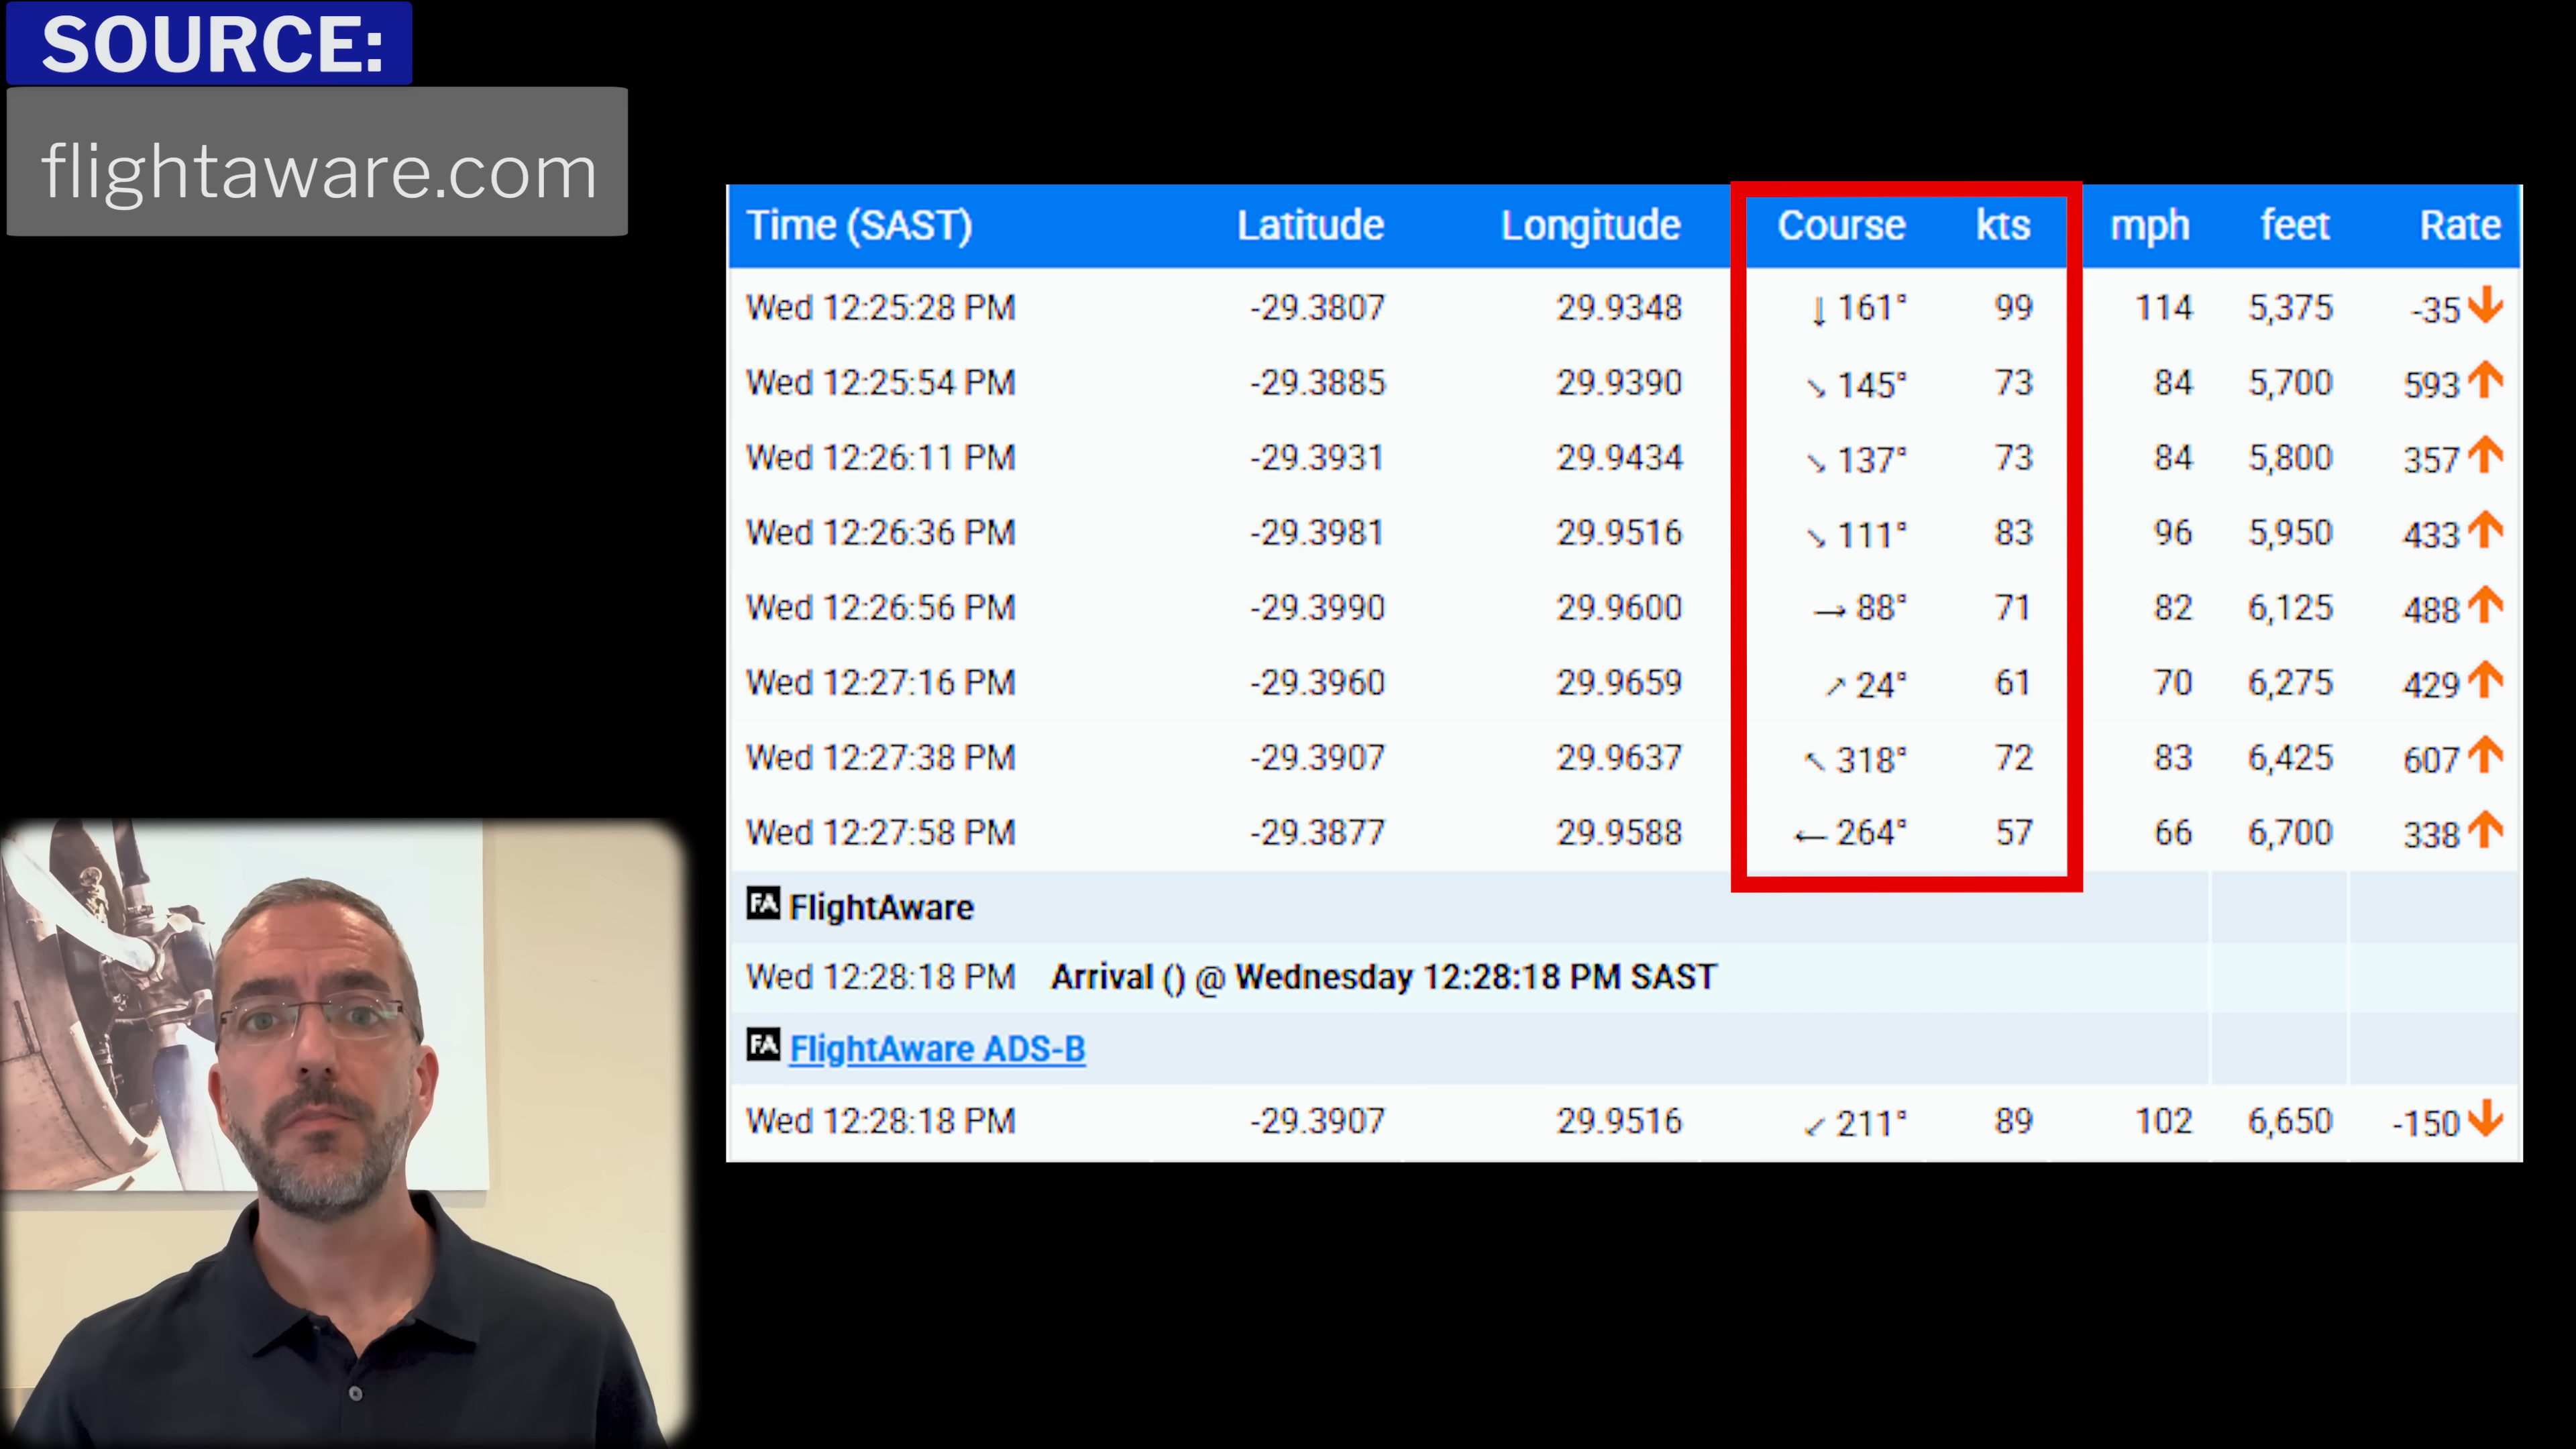 SOURCE:
flightaware.com
Time (SAST) Latitude Longitude Course kts mph feet Rate
Wed 12:25:28 PM -29.3807 29.9348 ↓ 161° 99 114 5,375 -35 ↓
Wed 12:25:54 PM -29.3885 29.9390 ↘ 145° 73 84 5,700 593 ↑
Wed 12:26:11 PM -29.3931 29.9434 ↘ 137° 73 84 5,800 357 ↑
Wed 12:26:36 PM -29.3981 29.9516 ↘ 111° 83 96 5,950 433 ↑
Wed 12:26:56 PM -29.3990 29.9600 → 88° 71 82 6,125 488 ↑
Wed 12:27:16 PM -29.3960 29.9659 ↗ 24° 61 70 6,275 429 ↑
Wed 12:27:38 PM -29.3907 29.9637 ↖ 318° 72 83 6,425 607 ↑
Wed 12:27:58 PM -29.3877 29.9588 ← 264° 57 66 6,700 338 ↑
FA FlightAware
Wed 12:28:18 PM Arrival () @ Wednesday 12:28:18 PM SAST
FA FlightAware ADS-B
Wed 12:28:18 PM -29.3907 29.9516 ↙ 211° 89 102 6,650 -150 ↓